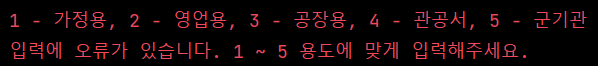 1 - 가정용, 2 - 영업용, 3 - 공장용, 4 - 관공서, 5 - 군기관
입력에 오류가 있습니다. 1 ~ 5 용도에 맞게 입력해주세요.